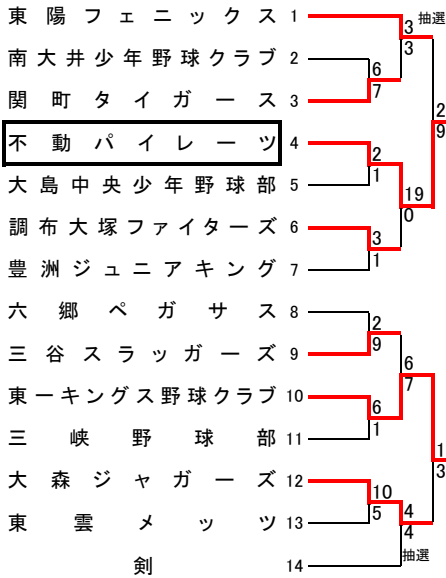 東陽フェニックス 1
3 抽選
3
南大井少年野球クラブ 2
6
7
関町タイガース 3
2
9
不動パイレーツ 4
2
1
大島中央少年野球部 5
19
0
調布大塚ファイターズ 6
3
1
豊洲ジュニアキング 7
六郷ペガサス 8
2
9
三谷スラッガーズ 9
6
7
東一キングス野球クラブ 10
6
1
三峡野球部 11
1
3
大森ジャガーズ 12
10
5
東雲メッツ 13
4
4
抽選
剣 14